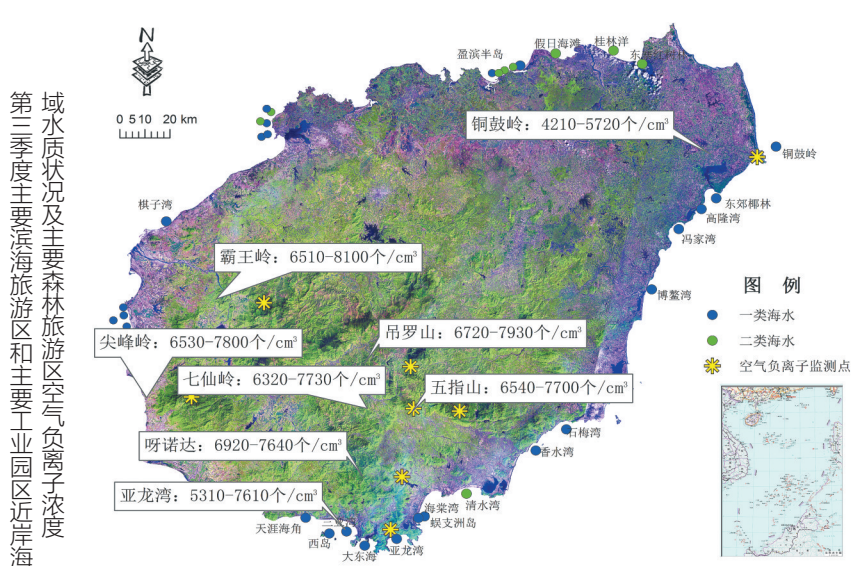 第三季度主要滨海旅游区和主要工业园区近岸海
域水质状况及主要森林旅游区空气负离子浓度
N
0 5 10 20 km
盈滨半岛
假日海滩
桂林洋
铜鼓岭：4210-5720个/cm³
铜鼓岭
棋子湾
东郊椰林
高隆湾
冯家湾
霸王岭：6510-8100个/cm³
博鳌湾
尖峰岭：6530-7800个/cm³
吊罗山：6720-7930个/cm³
七仙岭：6320-7730个/cm³
五指山：6540-7700个/cm³
石梅湾
呀诺达：6920-7640个/cm³
香水湾
亚龙湾：5310-7610个/cm³
海棠湾
清水湾
蜈支洲岛
天涯海角
三亚湾
西岛
大东海
亚龙湾
图 例
一类海水
二类海水
空气负离子监测点